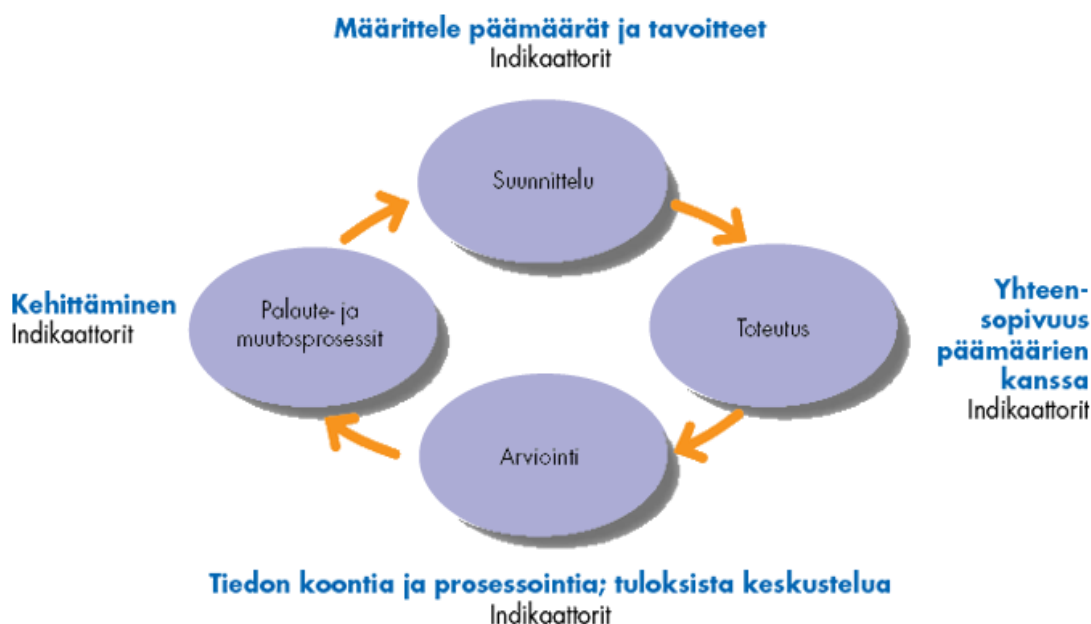 Määrittele päämäärät ja tavoitteet
Indikaattorit
Suunnittelu
Kehittäminen
Indikaattorit
Palaute- ja
muutosprosessit
Toteutus
Yhteen-
sopivuus
päämäärien
kanssa
Indikaattorit
Arviointi
Tiedon koontia ja prosessointia; tuloksista keskustelua
Indikaattorit